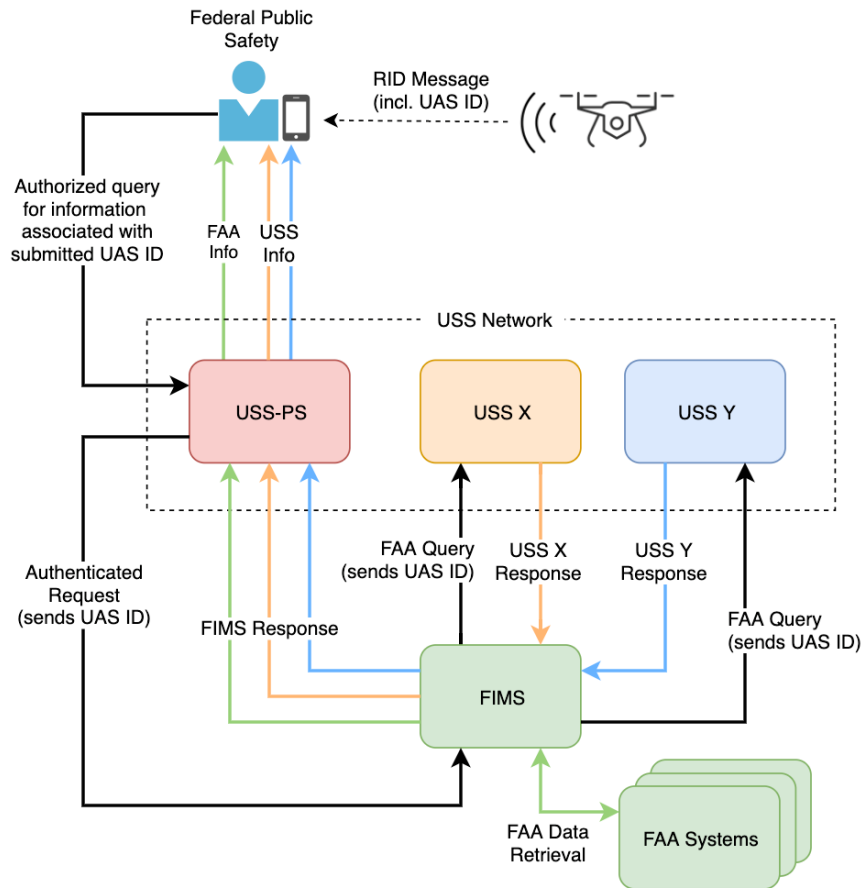 Federal Public
Safety
RID Message
(incl. UAS ID)
Authorized query
for information
associated with
submitted UAS ID
FAA
Info
USS
Info
USS Network
USS-PS
USS X
USS Y
FAA Query
(sends UAS ID)
USS X
Response
USS Y
Response
Authenticated
Request
(sends UAS ID)
FIMS Response
FAA Query
(sends UAS ID)
FIMS
FAA Data
Retrieval
FAA Systems